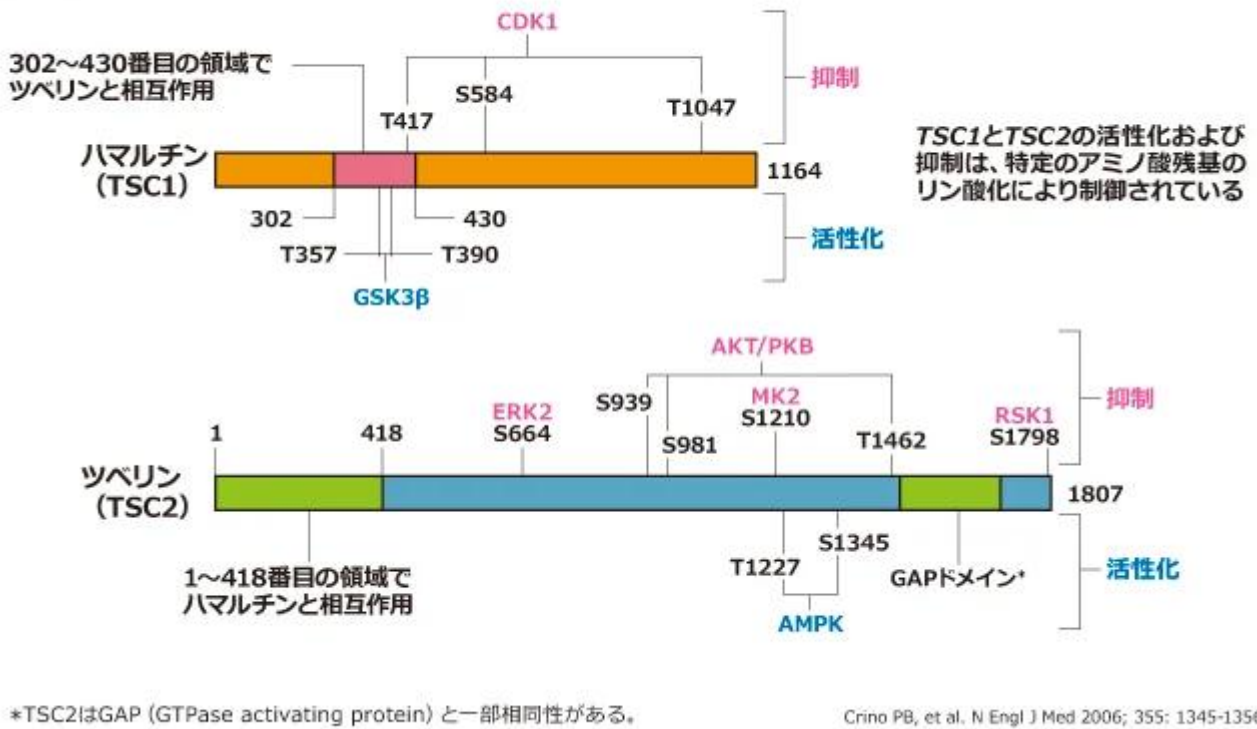 CDK1
302～430番目の領域で
ツベリンと相互作用
抑制
S584
T1047
T417
ハマルチン
（TSC1）
1164
TSC1とTSC2の活性化および
抑制は、特定のアミノ酸残基の
リン酸化により制御されている
302
430
活性化
T357
T390
GSK3β
AKT/PKB
抑制
MK2
S939
S1210
ERK2
RSK1
1
418
S664
S981
T1462
S1798
ツベリン
（TSC2）
1807
S1345
T1227
GAPドメイン*
活性化
1～418番目の領域で
ハマルチンと相互作用
AMPK
*TSC2はGAP（GTPase activating protein）と一部相同性がある。
Crino PB, et al. N Engl J Med 2006; 355: 1345-1356